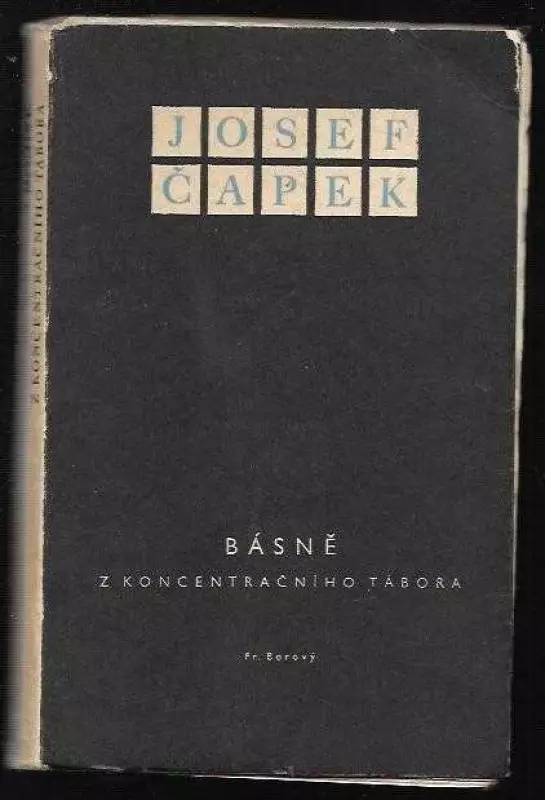 JOSEF
ČAPEK
BÁSNĚ
Z KONCENTRAČNÍHO TÁBORA
Fr. Borový
Z KONCENTRAČNÍHO TÁBORA